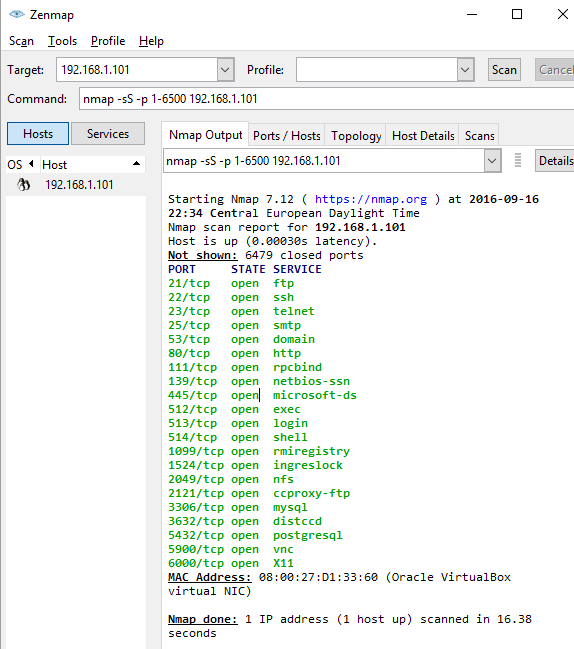 Zenmap
Scan Tools Profile Help
Target: 192.168.1.101 Profile: Scan Cancel
Command: nmap -sS -p 1-6500 192.168.1.101
Hosts Services
Nmap Output Ports / Hosts Topology Host Details Scans
OS Host
192.168.1.101
nmap -sS -p 1-6500 192.168.1.101 Details
Starting Nmap 7.12 ( https://nmap.org ) at 2016-09-16
22:34 Central European Daylight Time
Nmap scan report for 192.168.1.101
Host is up (0.00030s latency).
Not shown: 6479 closed ports
PORT STATE SERVICE
21/tcp open ftp
22/tcp open ssh
23/tcp open telnet
25/tcp open smtp
53/tcp open domain
80/tcp open http
111/tcp open rpcbind
139/tcp open netbios-ssn
445/tcp open microsoft-ds
512/tcp open exec
513/tcp open login
514/tcp open shell
1099/tcp open rmiregistry
1524/tcp open ingreslock
2049/tcp open nfs
2121/tcp open ccproxy-ftp
3306/tcp open mysql
3632/tcp open distccd
5432/tcp open postgresql
5900/tcp open vnc
6000/tcp open X11
MAC Address: 08:00:27:D1:33:60 (Oracle VirtualBox
virtual NIC)
Nmap done: 1 IP address (1 host up) scanned in 16.38
seconds